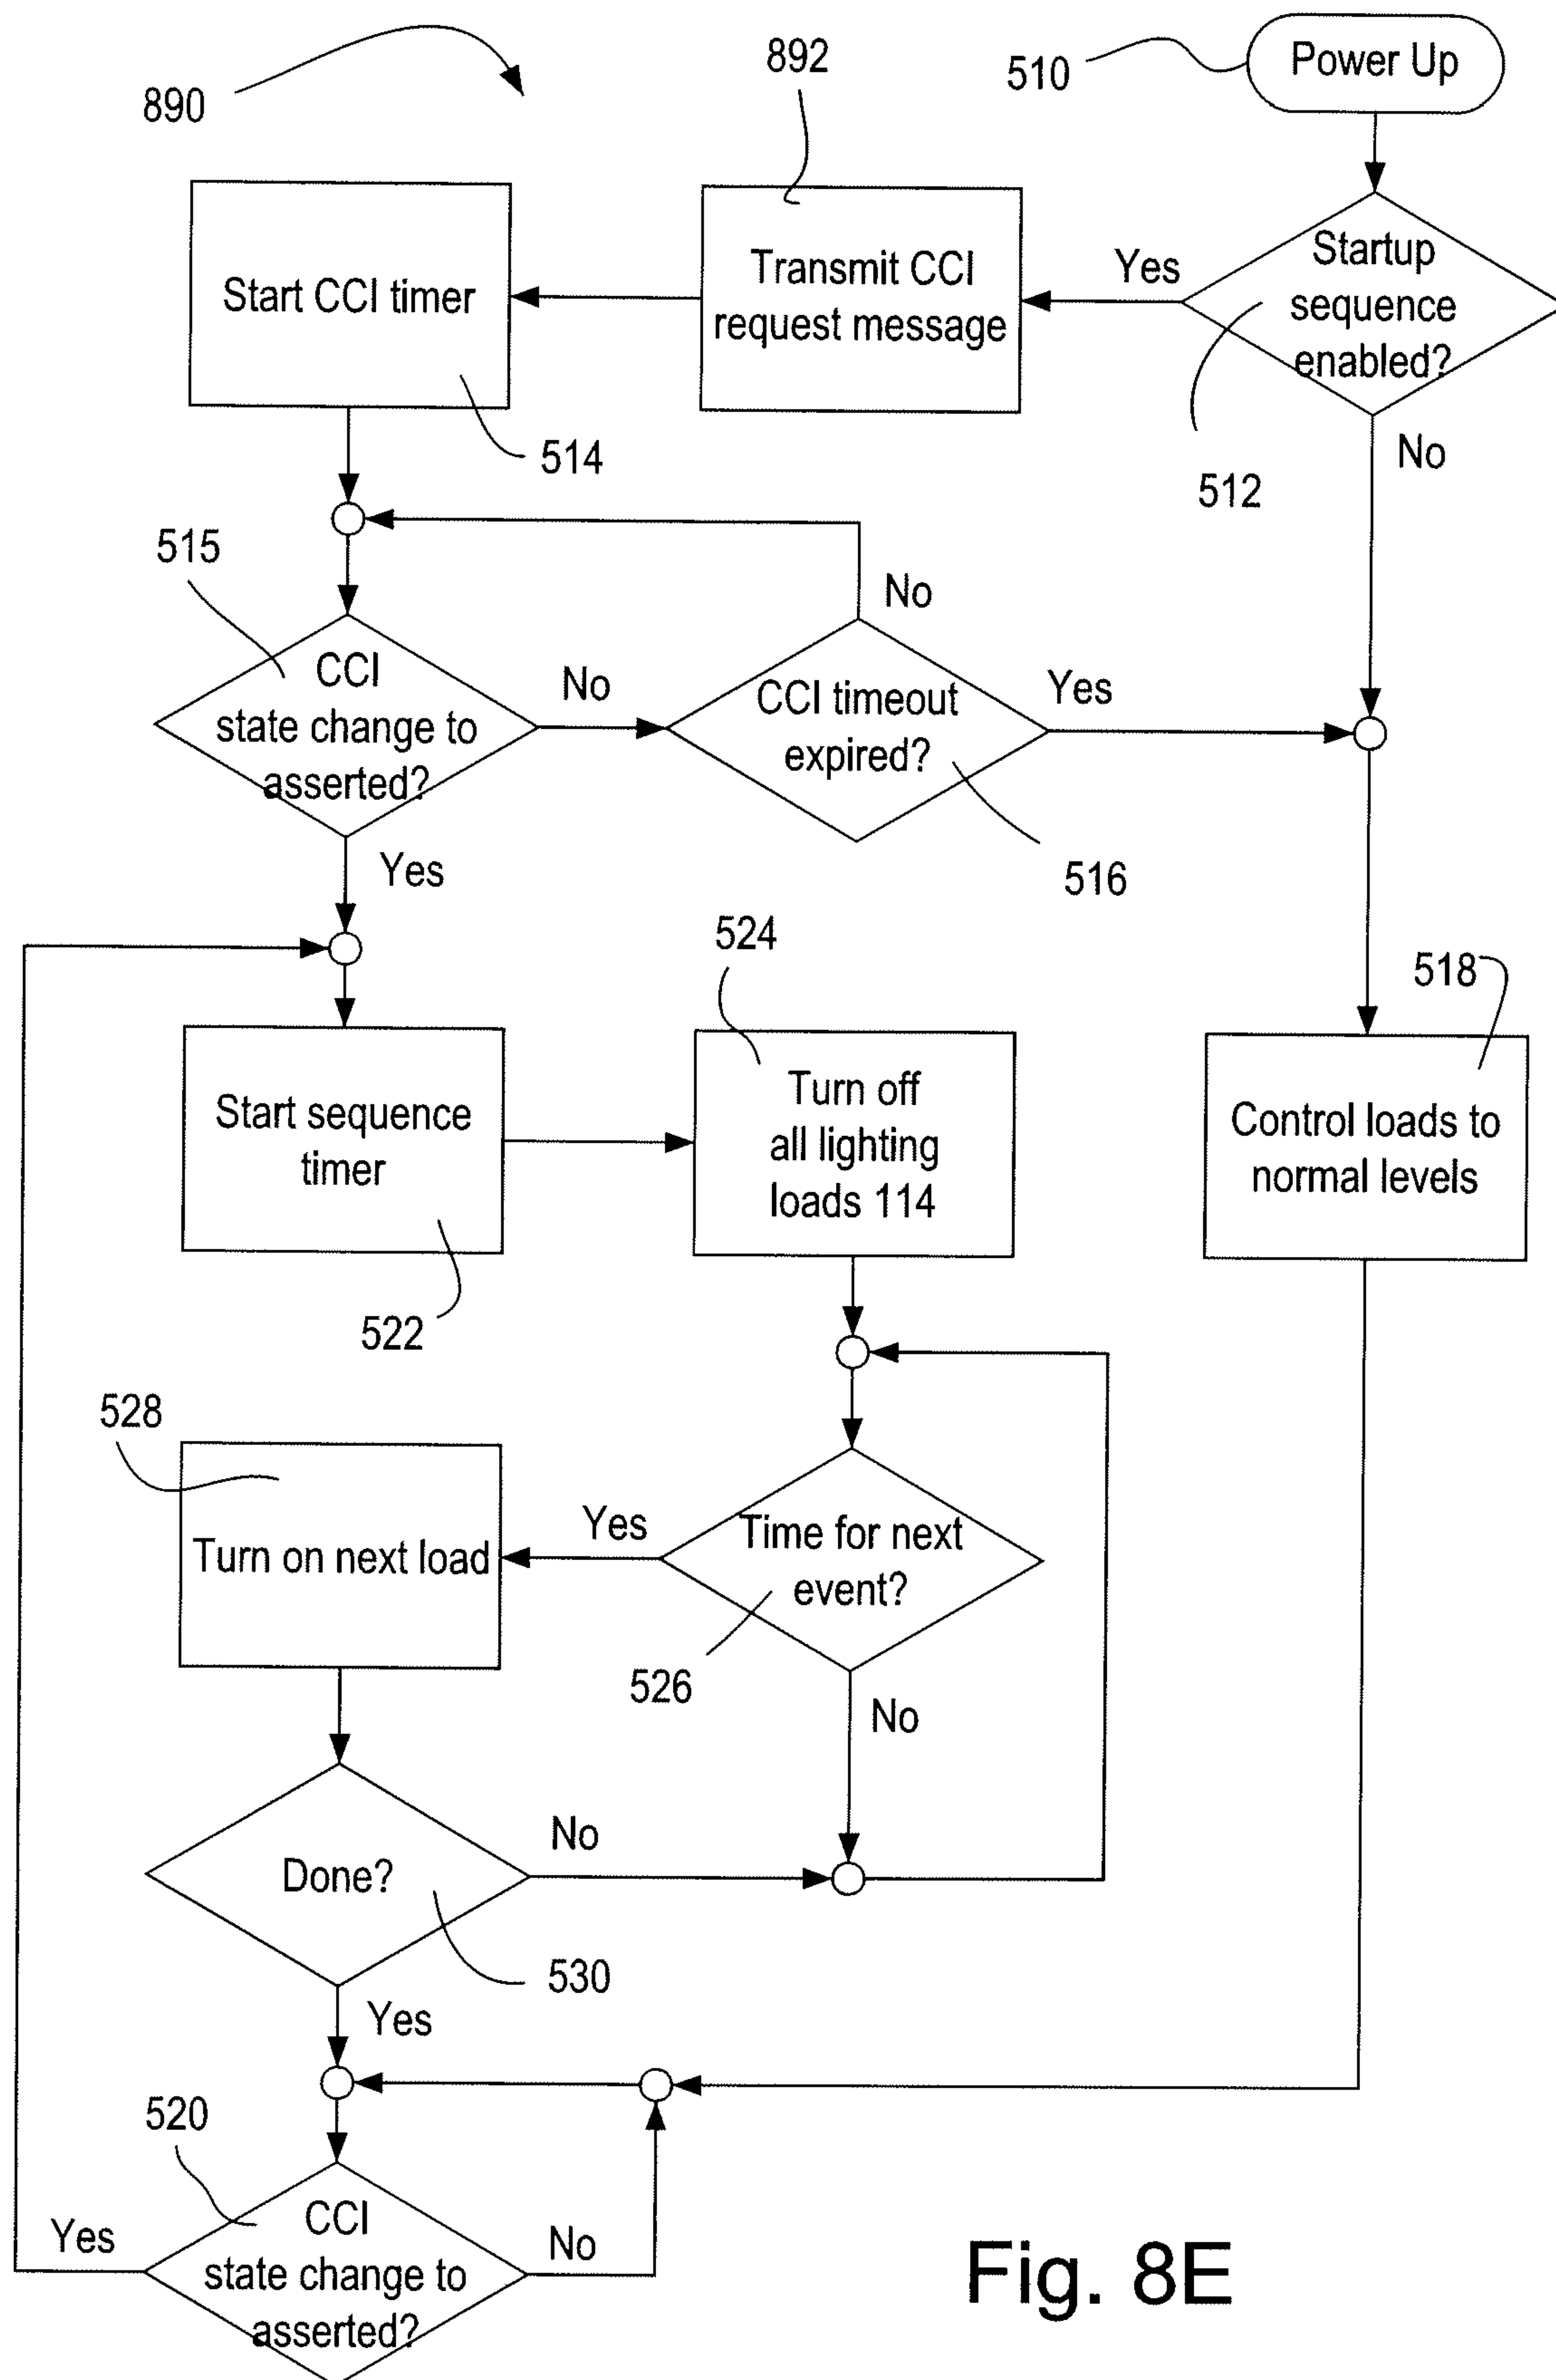 890
892
510
Power Up
Start CCI timer
514
Transmit CCI
request message
Yes
Startup
sequence
enabled?
512
No
515
CCI
state change to
asserted?
No
No
CCI timeout
expired?
516
Yes
Yes
524
518
Start sequence
timer
522
Turn off
all lighting
loads 114
Control loads to
normal levels
528
Turn on next load
Yes
Time for next
event?
526
No
Done?
No
530
Yes
520
Yes
CCI
state change to
asserted?
No
Fig. 8E